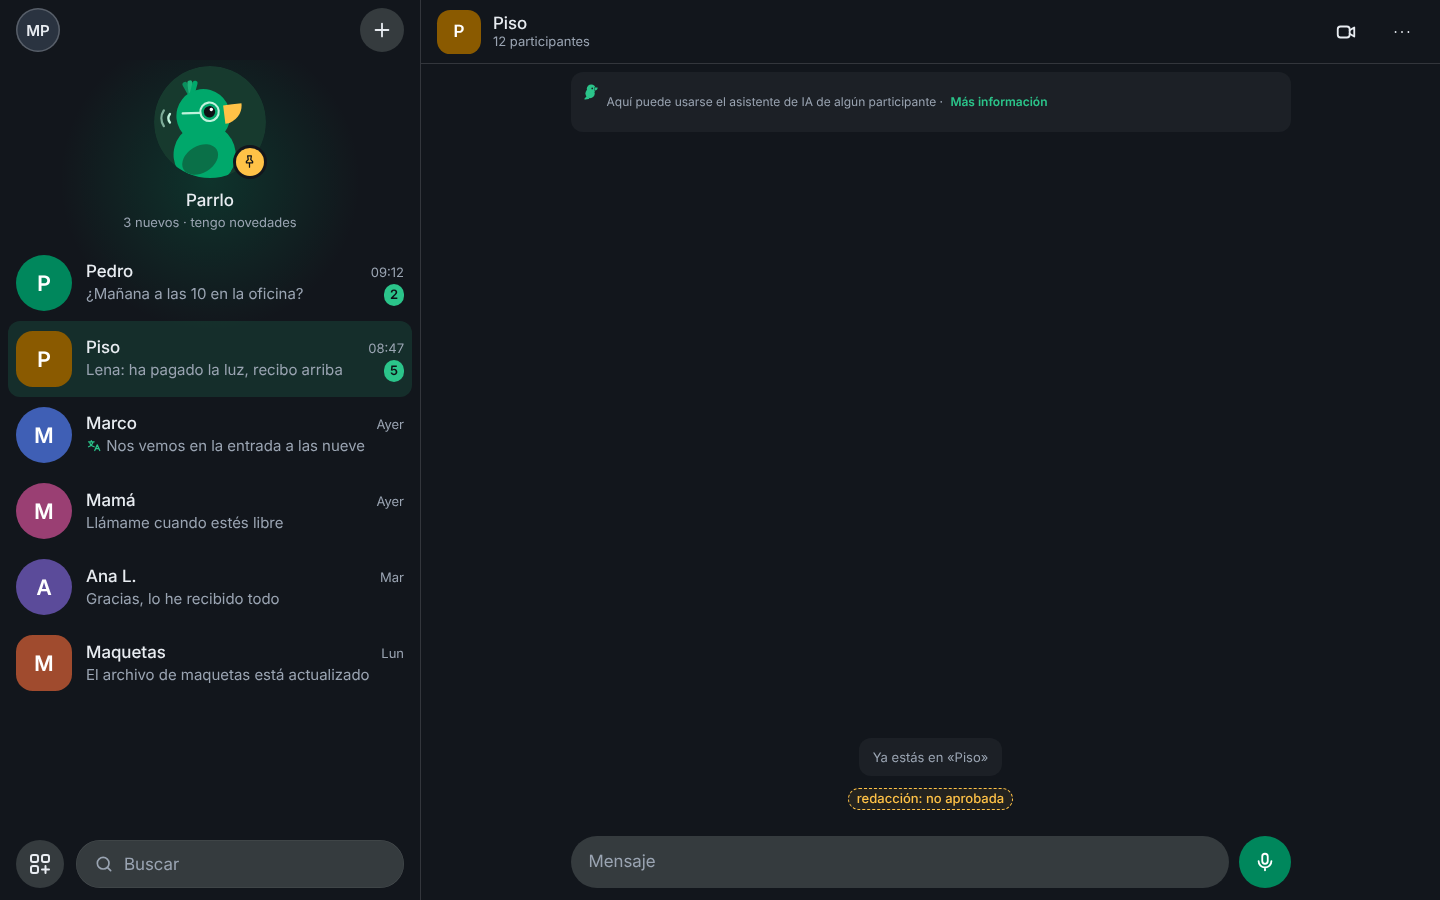 MP
Parrlo
3 nuevos · tengo novedades
P
Pedro
09:12
¿Mañana a las 10 en la oficina?
2
P
Piso
08:47
Lena: ha pagado la luz, recibo arriba
5
M
Marco
Ayer
Nos vemos en la entrada a las nueve
M
Mamá
Ayer
Llámame cuando estés libre
A
Ana L.
Mar
Gracias, lo he recibido todo
M
Maquetas
Lun
El archivo de maquetas está actualizado
Buscar
P
Piso
12 participantes
Aquí puede usarse el asistente de IA de algún participante · Más información
Ya estás en «Piso»
redacción: no aprobada
Mensaje